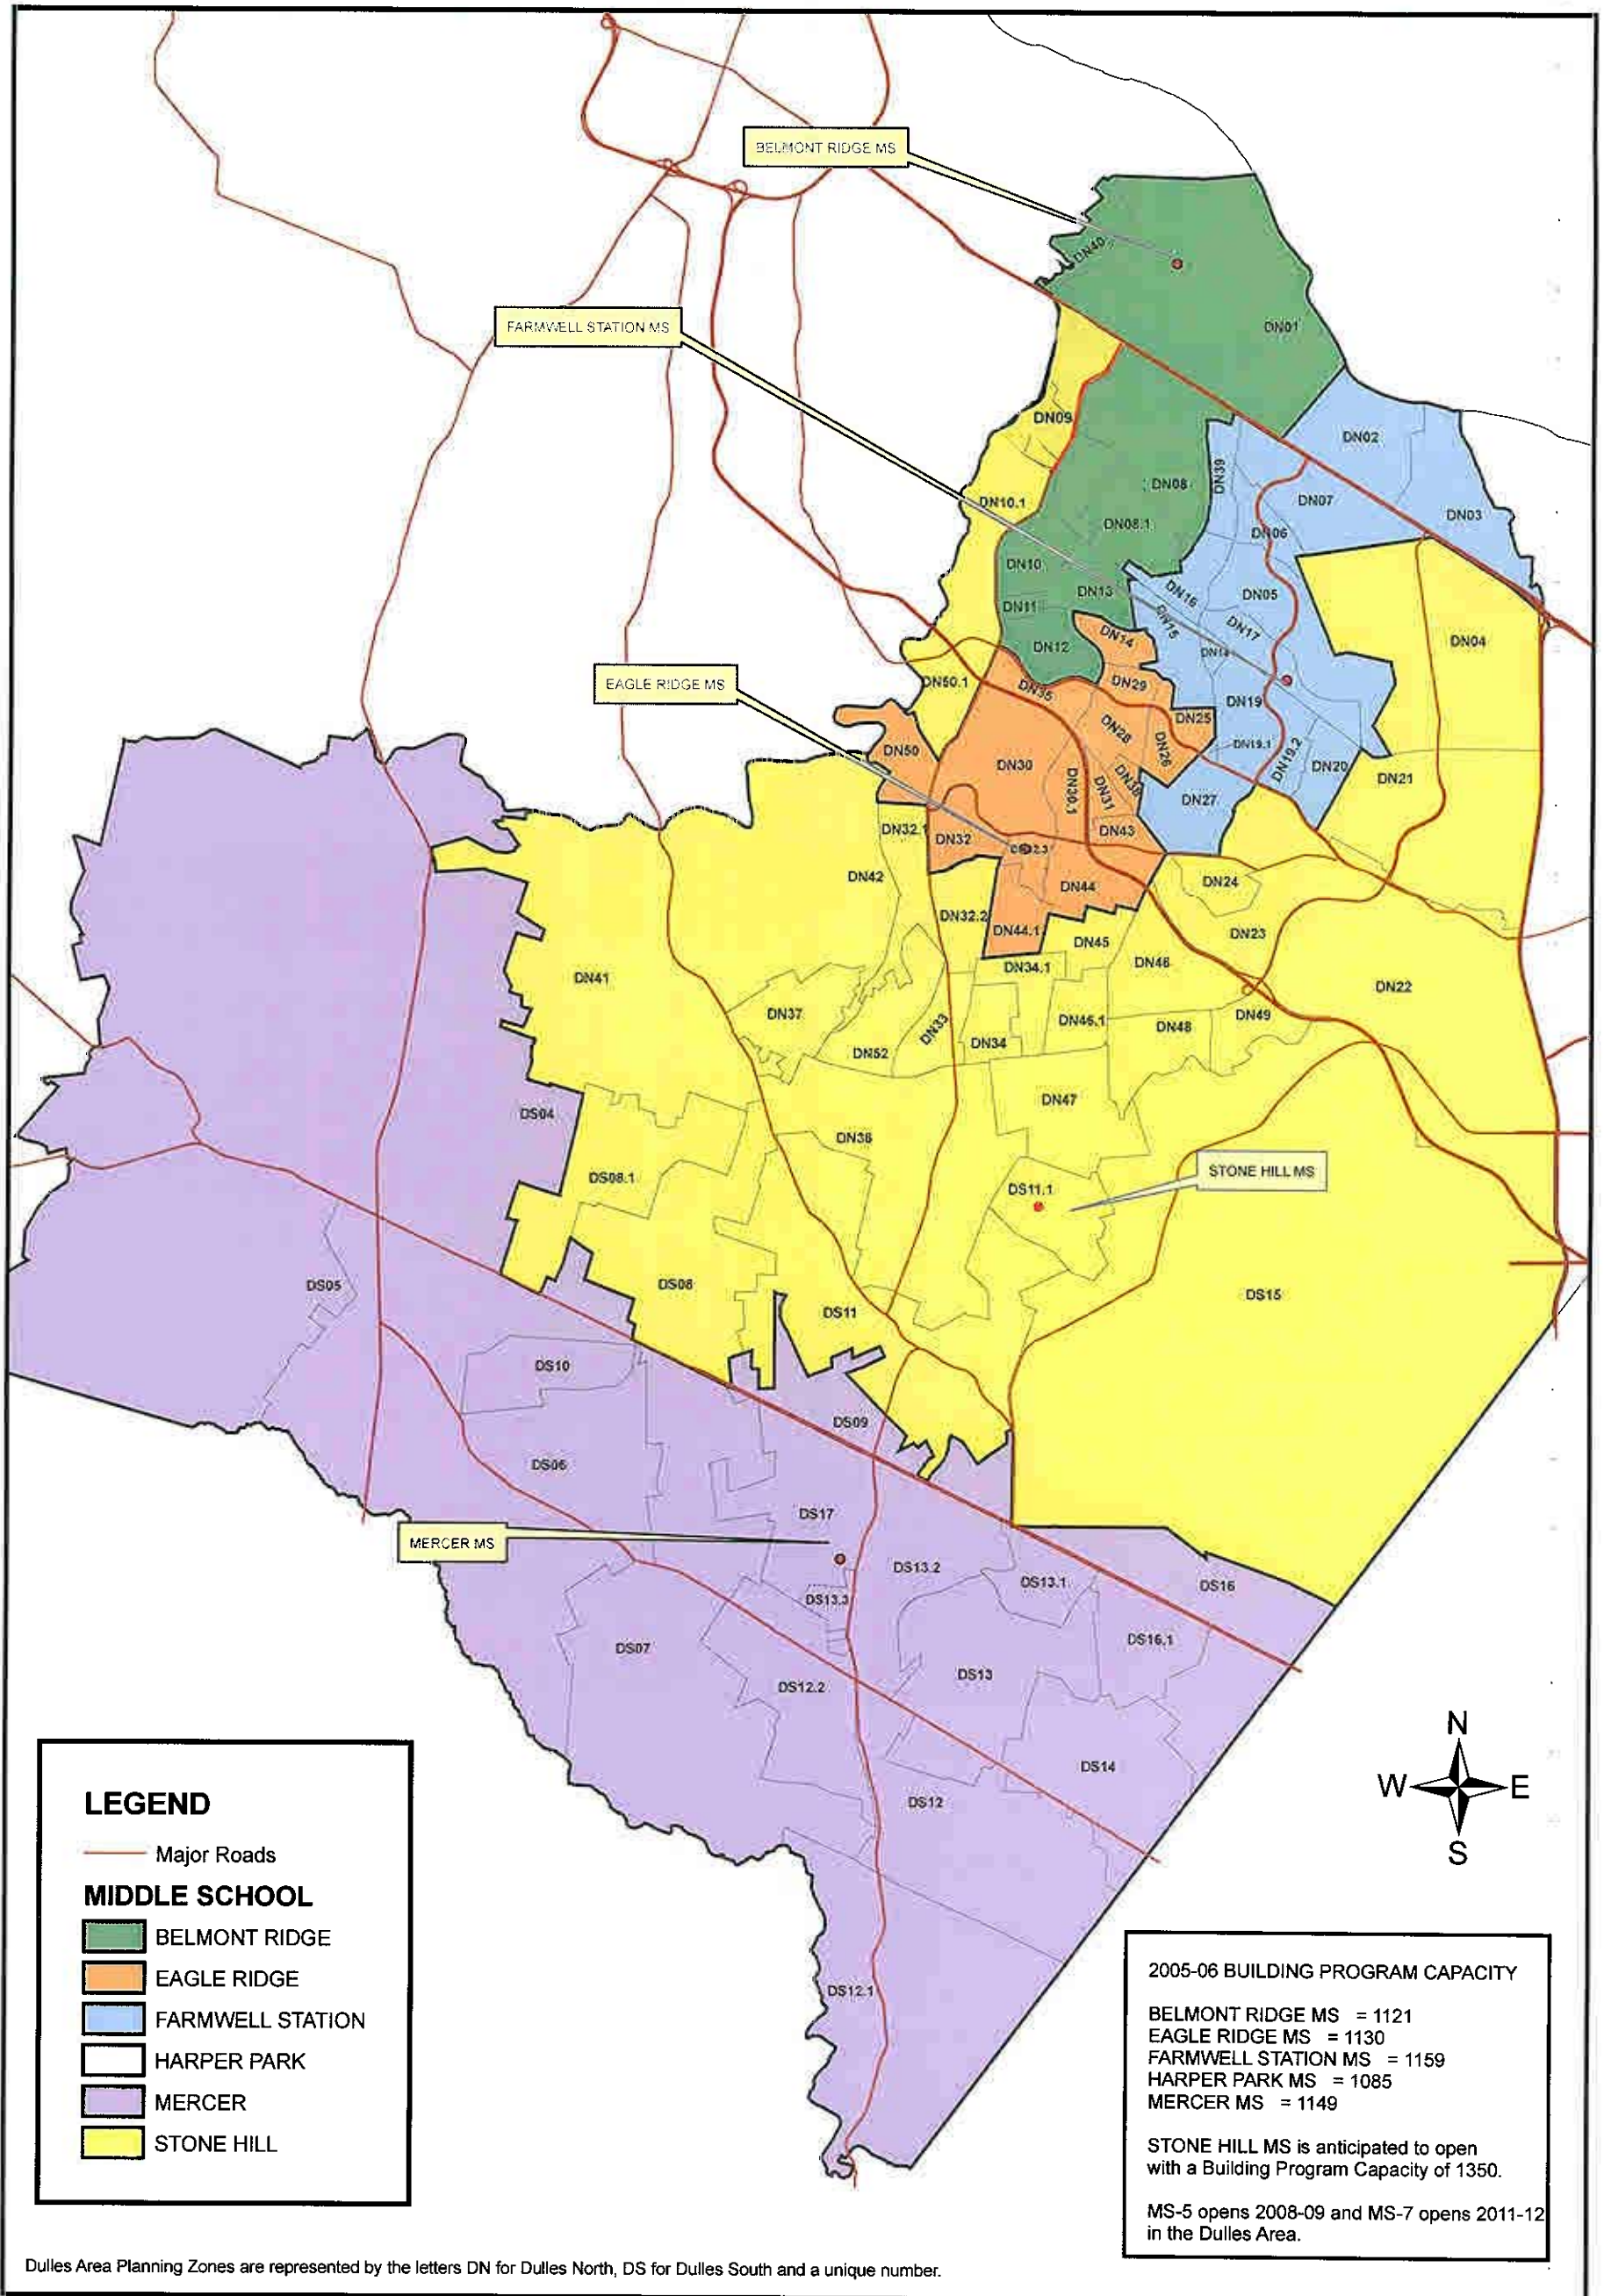 BELMONT RIDGE MS
DN40
FARMWELL STATION MS
DN01
DN09
DN02
DN08
DN39
DN07
DN10.1
DN03
DN08.1
DN06
DN10
DN13
DN16
DN05
DN11
DN15
DN17
DN14
DN04
DN12
EAGLE RIDGE MS
DN50.1
DN35
DN29
DN19
DN25
DN28
DN50
DN26
DN19.1
DN19.2
DN30
DN20
DN38
DN21
DN30.1
DN31
DN27
DN32.1
DN32
DN43
DN42
DN44
DN24
DN32.2
DN44.1
DN23
DN45
DN34.1
DN46
DN41
DN22
DN37
DN33
DN46.1
DN48
DN49
DN52
DN34
DS04
DN47
DN36
DS08.1
STONE HILL MS
DS11.1
DS05
DS08
DS15
DS11
DS10
DS09
DS06
DS17
MERCER MS
DS13.2
DS13.1
DS16
DS13.3
DS07
DS16.1
DS13
DS12.2
DS14
DS12
DS12.1
N
W
E
S
LEGEND
Major Roads
MIDDLE SCHOOL
BELMONT RIDGE
EAGLE RIDGE
FARMWELL STATION
HARPER PARK
MERCER
STONE HILL
2005-06 BUILDING PROGRAM CAPACITY
BELMONT RIDGE MS = 1121
EAGLE RIDGE MS = 1130
FARMWELL STATION MS = 1159
HARPER PARK MS = 1085
MERCER MS = 1149
STONE HILL MS is anticipated to open
with a Building Program Capacity of 1350.
MS-5 opens 2008-09 and MS-7 opens 2011-12
in the Dulles Area.
Dulles Area Planning Zones are represented by the letters DN for Dulles North, DS for Dulles South and a unique number.